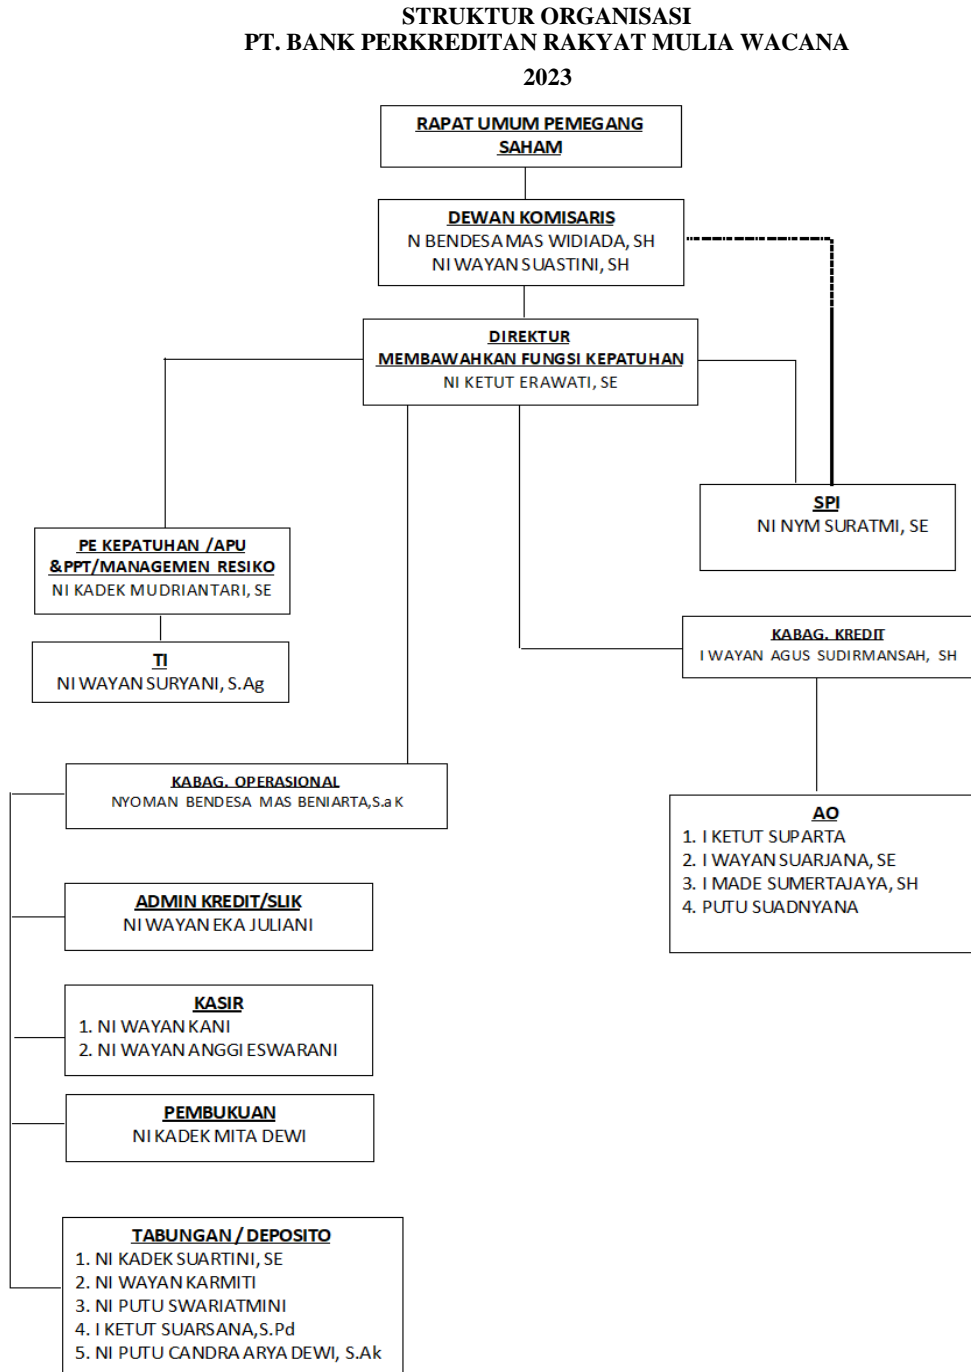 STRUKTUR ORGANISASI
PT. BANK PERKREDITAN RAKYAT MULIA WACANA
2023
RAPAT UMUM PEMEGANG
SAHAM
DEWAN KOMISARIS
N BENDESA MAS WIDIADA, SH
NI WAYAN SUASTINI, SH
DIREKTUR
MEMBAWAHKAN FUNGSI KEPATUHAN
NI KETUT ERAWATI, SE
SPI
NI NYM SURATMI, SE
PE KEPATUHAN /APU
&PPT/MANAGEMEN RESIKO
NI KADEK MUDRIANTARI, SE
TI
NI WAYAN SURYANI, S.Ag
KABAG. KREDIT
I WAYAN AGUS SUDIRMANSAH, SH
KABAG. OPERASIONAL
NYOMAN BENDESA MAS BENIARTA,S.a K
AO
1. I KETUT SUPARTA
2. I WAYAN SUARJANA, SE
3. I MADE SUMERTAJAYA, SH
4. PUTU SUADNYANA
ADMIN KREDIT/SLIK
NI WAYAN EKA JULIANI
KASIR
1. NI WAYAN KANI
2. NI WAYAN ANGGI ESWARANI
PEMBUKUAN
NI KADEK MITA DEWI
TABUNGAN / DEPOSITO
1. NI KADEK SUARTINI, SE
2. NI WAYAN KARMITI
3. NI PUTU SWARIATMINI
4. I KETUT SUARSANA,S.Pd
5. NI PUTU CANDRA ARYA DEWI, S.Ak